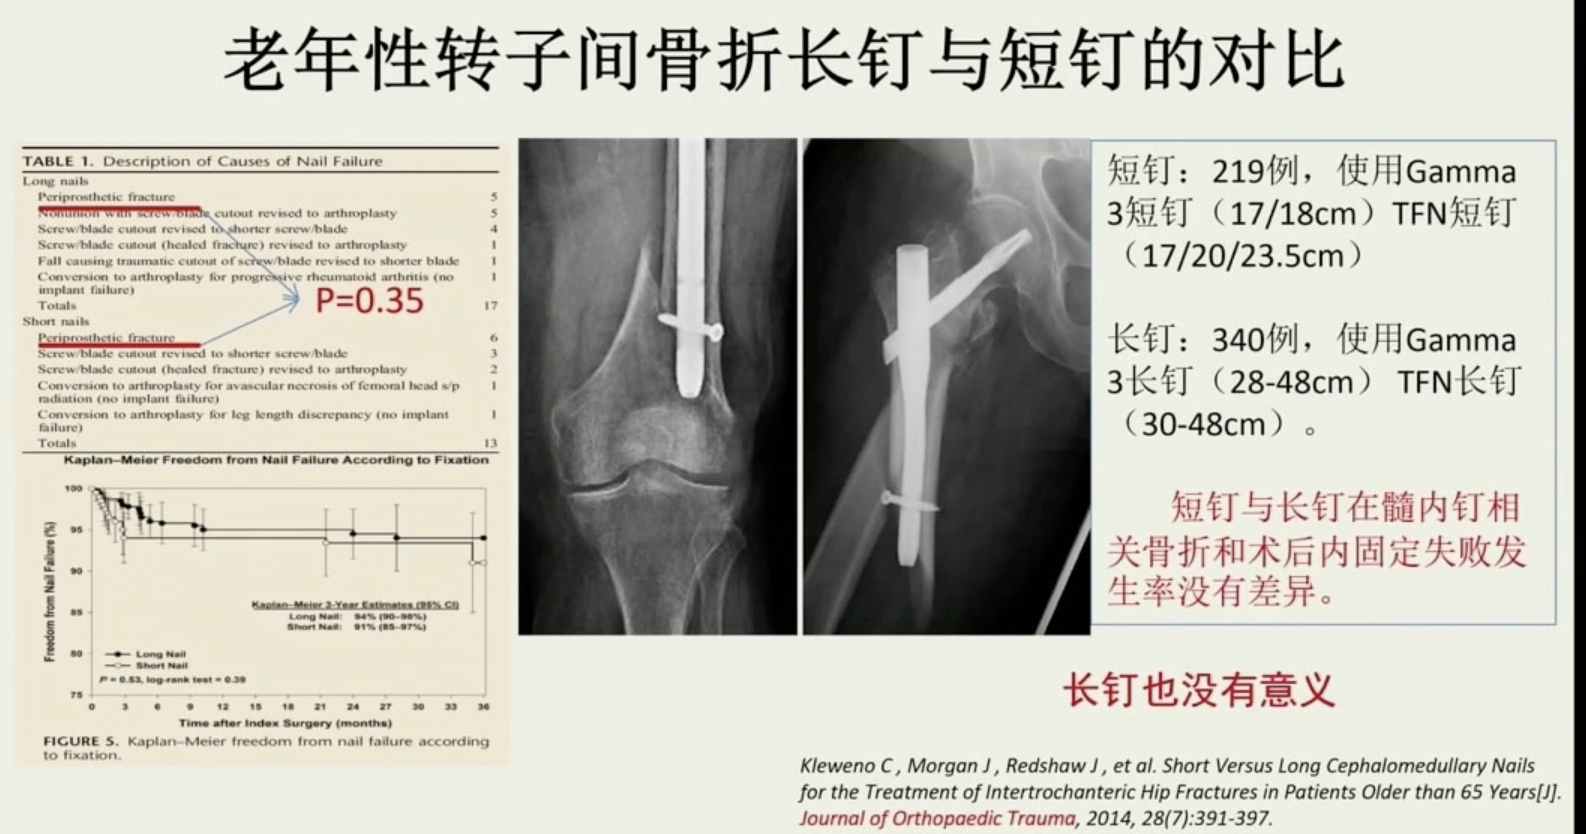 老年性转子间骨折长钉与短钉的对比
TABLE 1. Description of Causes of Nail Failure
Long nails
Periprosthetic fracture 5
Nonunion with screw/blade cutout revised to arthroplasty 5
Screw/blade cutout revised to shorter screw/blade 4
Screw/blade cutout (healed fracture) revised to arthroplasty 1
Fall causing traumatic cutout of screw/blade revised to shorter blade 1
Conversion to arthroplasty for progressive rheumatoid arthritis (no 1
implant failure)
Totals 17
Short nails
Periprosthetic fracture 6
Screw/blade cutout revised to shorter screw/blade 3
Screw/blade cutout (healed fracture) revised to arthroplasty 2
Conversion to arthroplasty for avascular necrosis of femoral head s/p 1
radiation (no implant failure)
Conversion to arthroplasty for leg length discrepancy (no implant 1
failure)
Totals 13
P=0.35
Kaplan–Meier Freedom from Nail Failure According to Fixation
Freedom from Nail Failure (%)
100
95
90
85
80
75
Kaplan–Meier 3-Year Estimates (95% CI)
Long Nail: 94% (90–98%)
Short Nail: 91% (85–97%)
Long Nail
Short Nail
P = 0.53, log-rank test = 0.39
0 3 6 9 12 15 18 21 24 27 30 33 36
Time after Index Surgery (months)
FIGURE 5. Kaplan–Meier freedom from nail failure according
to fixation.
短钉：219例，使用Gamma
3短钉（17/18cm）TFN短钉
（17/20/23.5cm）
长钉：340例，使用Gamma
3长钉（28-48cm） TFN长钉
（30-48cm）。
短钉与长钉在髓内钉相
关骨折和术后内固定失败发
生率没有差异。
长钉也没有意义
Kleweno C , Morgan J , Redshaw J , et al. Short Versus Long Cephalomedullary Nails
for the Treatment of Intertrochanteric Hip Fractures in Patients Older than 65 Years[J].
Journal of Orthopaedic Trauma, 2014, 28(7):391-397.